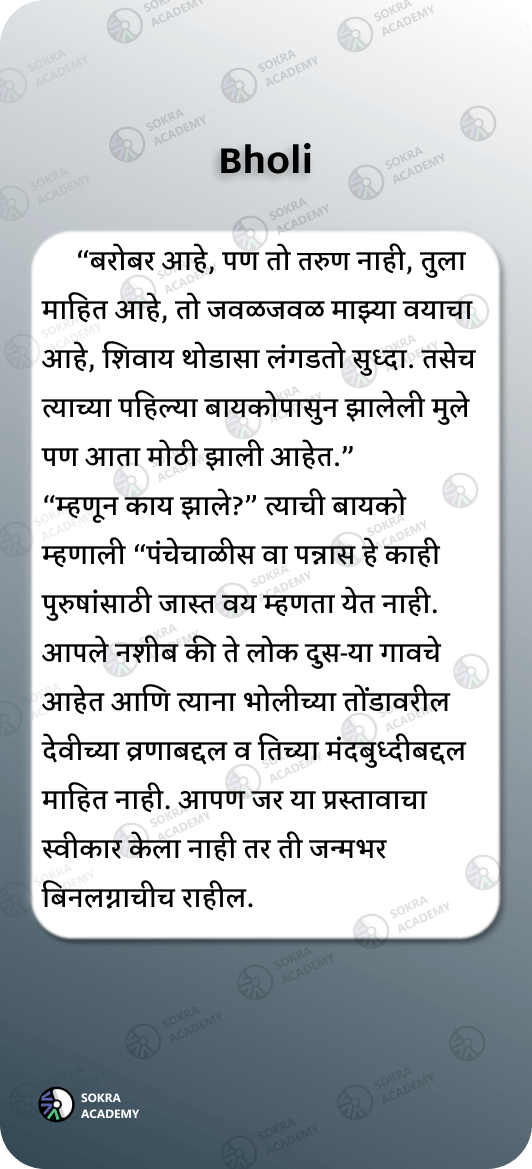 Bholi
“बरोबर आहे, पण तो तरुण नाही, तुला
माहित आहे, तो जवळजवळ माझ्या वयाचा
आहे, शिवाय थोडासा लंगडतो सुध्दा. तसेच
त्याच्या पहिल्या बायकोपासुन झालेली मुले
पण आता मोठी झाली आहेत.”
“म्हणून काय झाले?” त्याची बायको
म्हणाली “पंचेचाळीस वा पन्नास हे काही
पुरुषांसाठी जास्त वय म्हणता येत नाही.
आपले नशीब की ते लोक दुस-या गावचे
आहेत आणि त्याना भोलीच्या तोंडावरील
देवीच्या व्रणाबद्दल व तिच्या मंदबुध्दीबद्दल
माहित नाही. आपण जर या प्रस्तावाचा
स्वीकार केला नाही तर ती जन्मभर
बिनलग्नाचीच राहील.
SOKRA
ACADEMY